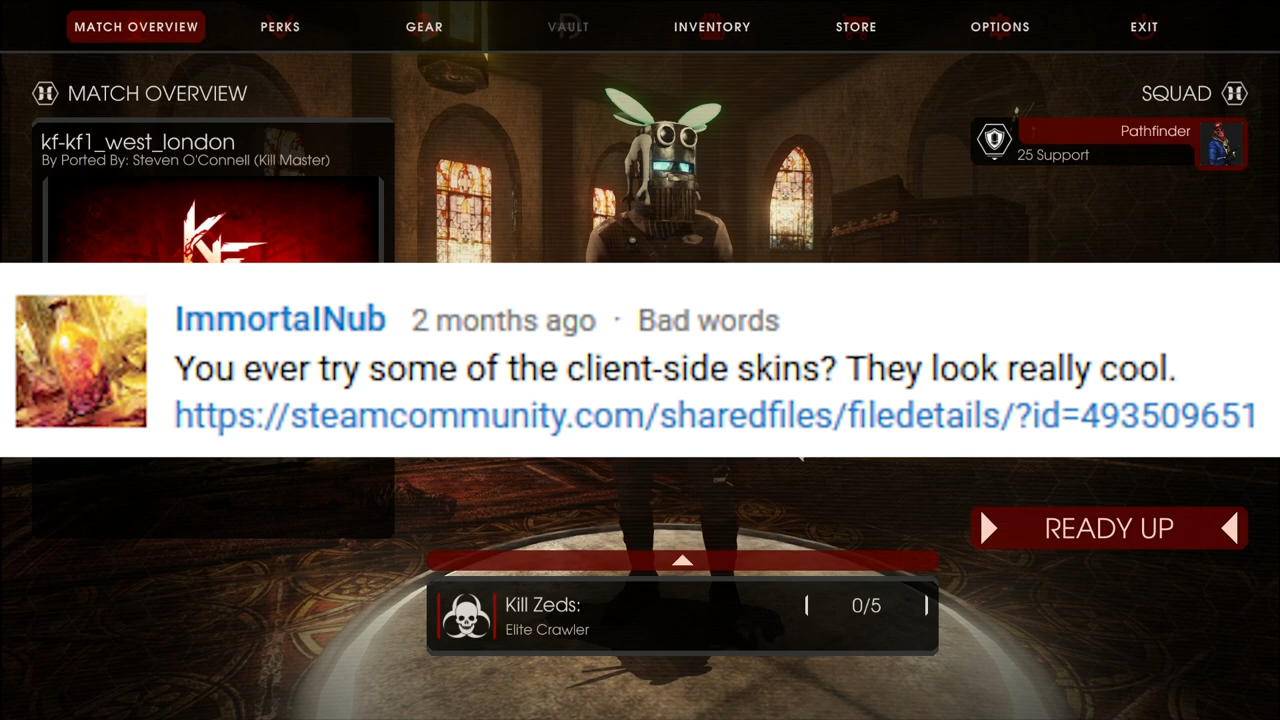 MATCH OVERVIEW
PERKS
GEAR
VAULT
INVENTORY
STORE
OPTIONS
EXIT
MATCH OVERVIEW
SQUAD
kf-kf1_west_london
By Ported By: Steven O'Connell (Kill Master)
Pathfinder
25 Support
KF
ImmortalNub 2 months ago · Bad words
You ever try some of the client-side skins? They look really cool.
https://steamcommunity.com/sharedfiles/filedetails/?id=493509651
READY UP
Kill Zeds:
0/5
Elite Crawler